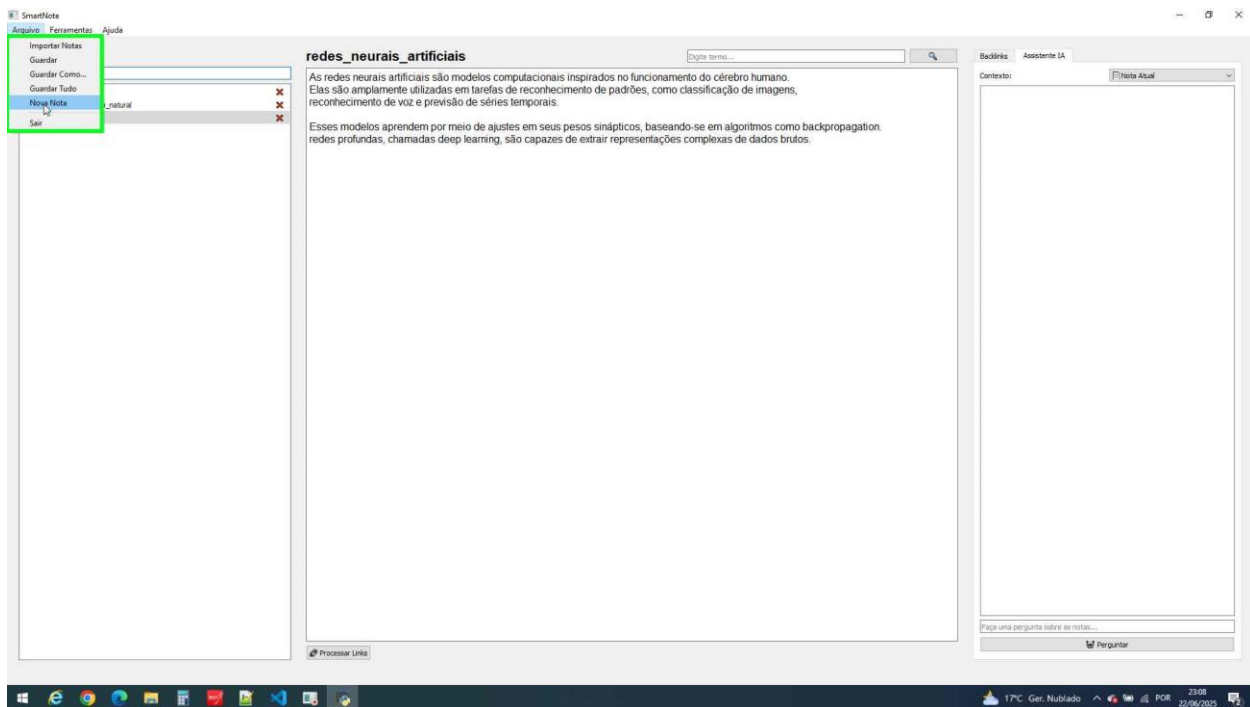 SmartNote
Arquivo Ferramentas Ajuda
Importar Notas
Guardar
Guardar Como...
Guardar Tudo
Nova Nota
Sair
_natural
redes_neurais_artificiais
Digite termo...
As redes neurais artificiais são modelos computacionais inspirados no funcionamento do cérebro humano.
Elas são amplamente utilizadas em tarefas de reconhecimento de padrões, como classificação de imagens,
reconhecimento de voz e previsão de séries temporais.
Esses modelos aprendem por meio de ajustes em seus pesos sinápticos, baseando-se em algoritmos como backpropagation.
redes profundas, chamadas deep learning, são capazes de extrair representações complexas de dados brutos.
Processar Links
Backlinks Assistente IA
Contexto: Nota Atual
Faça uma pergunta sobre as notas...
Perguntar
17°C Ger. Nublado POR 23:08
22/06/2025